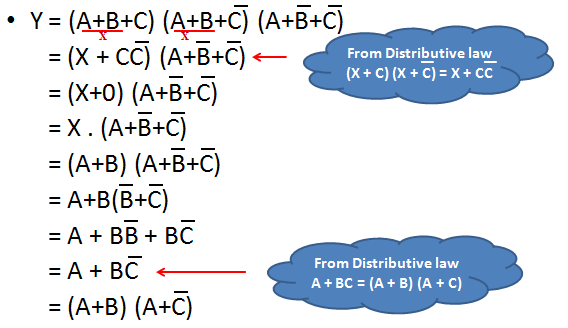 • Y = (A+B+C) (A+B+C̅) (A+B̅+C̅)
x x
= (X + CC̅) (A+B̅+C̅)
From Distributive law
(X + C) (X + C̅) = X + CC̅
= (X+0) (A+B̅+C̅)
= X . (A+B̅+C̅)
= (A+B) (A+B̅+C̅)
= A+B(B̅+C̅)
= A + BB̅ + BC̅
= A + BC̅
From Distributive law
A + BC = (A + B) (A + C)
= (A+B) (A+C̅)